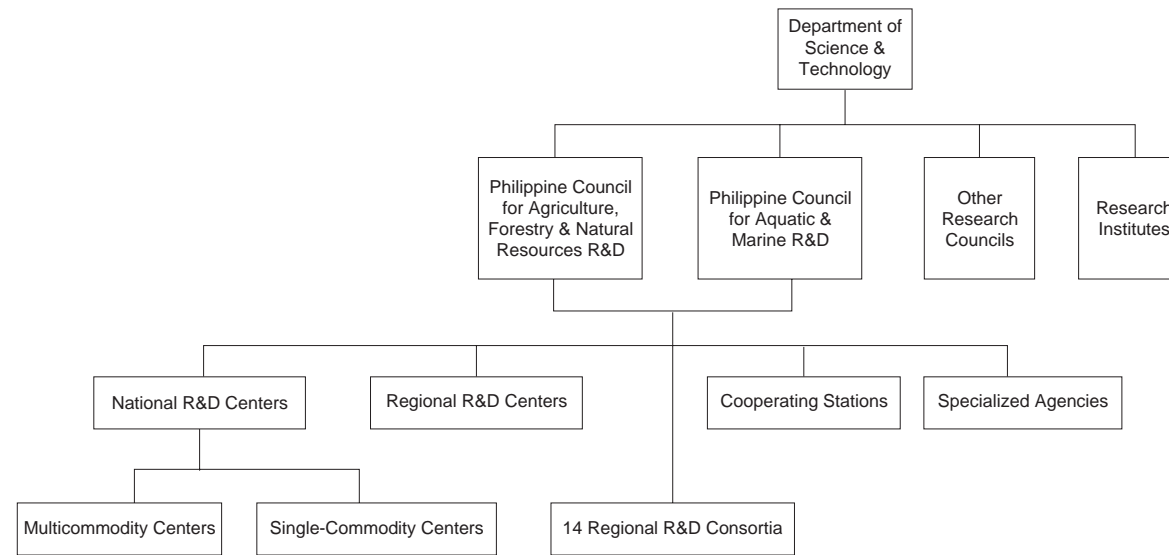 Department of
Science &
Technology
Philippine Council
for Agriculture,
Forestry & Natural
Resources R&D
Philippine Council
for Aquatic &
Marine R&D
Other
Research
Councils
Research
Institutes
National R&D Centers
Regional R&D Centers
Cooperating Stations
Specialized Agencies
Multicommodity Centers
Single-Commodity Centers
14 Regional R&D Consortia